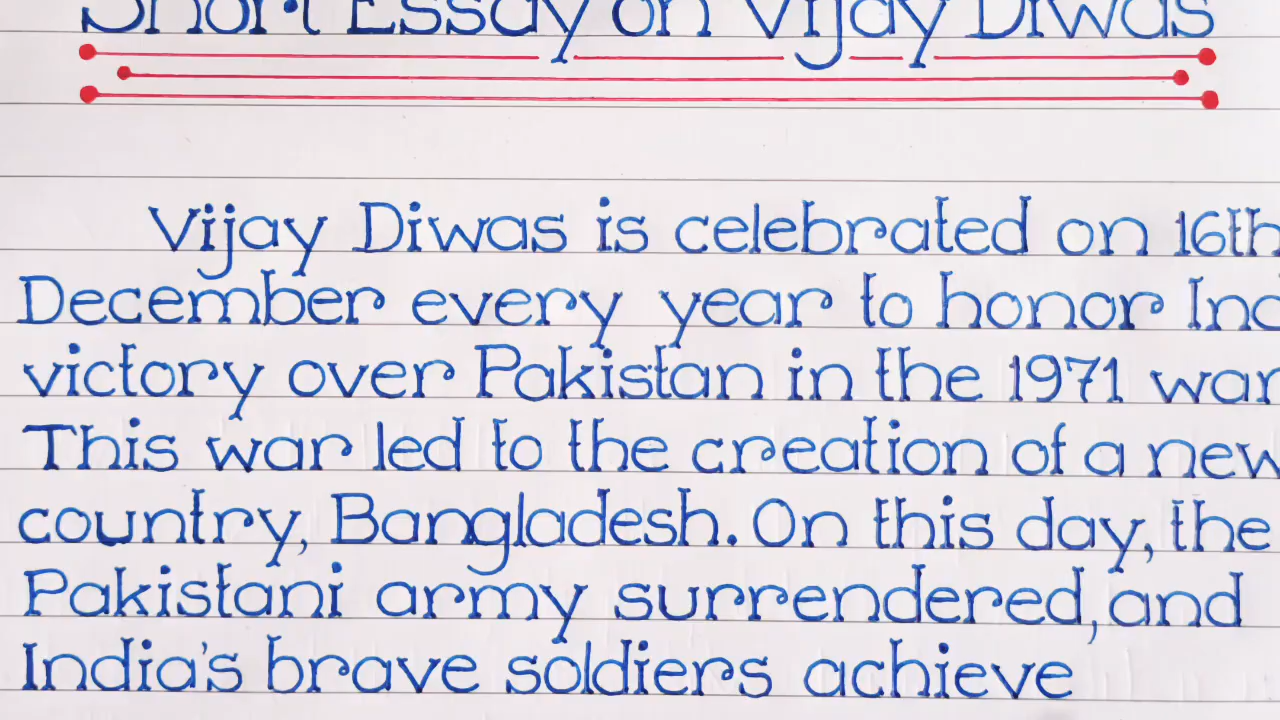 Short Essay on Vijay Diwas
Vijay Diwas is celebrated on 16th
December every year to honor
victory over Pakistan in the 1971 war
This war led to the creation of a new
country, Bangladesh. On this day, the
Pakistani army surrendered, and
India's brave soldiers achieve